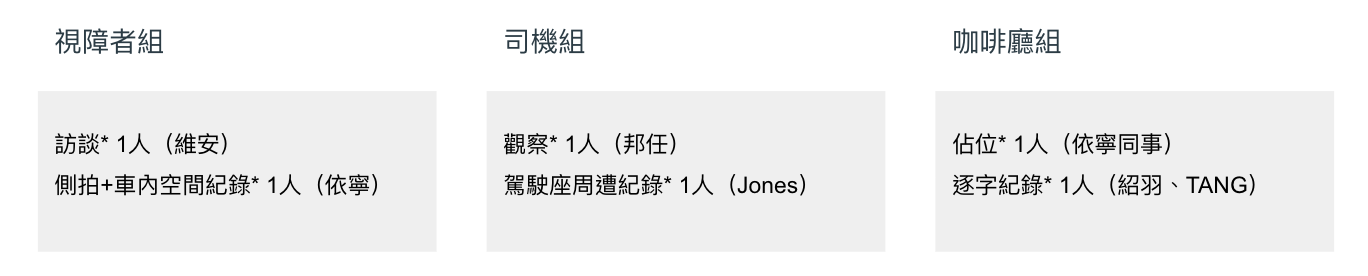 視障者組
訪談* 1人（維安）
側拍+車內空間紀錄* 1人（依寧）
司機組
觀察* 1人（邦任）
駕駛座周遭紀錄* 1人（Jones）
咖啡廳組
佔位* 1人（依寧同事）
逐字紀錄* 1人（紹羽、TANG）